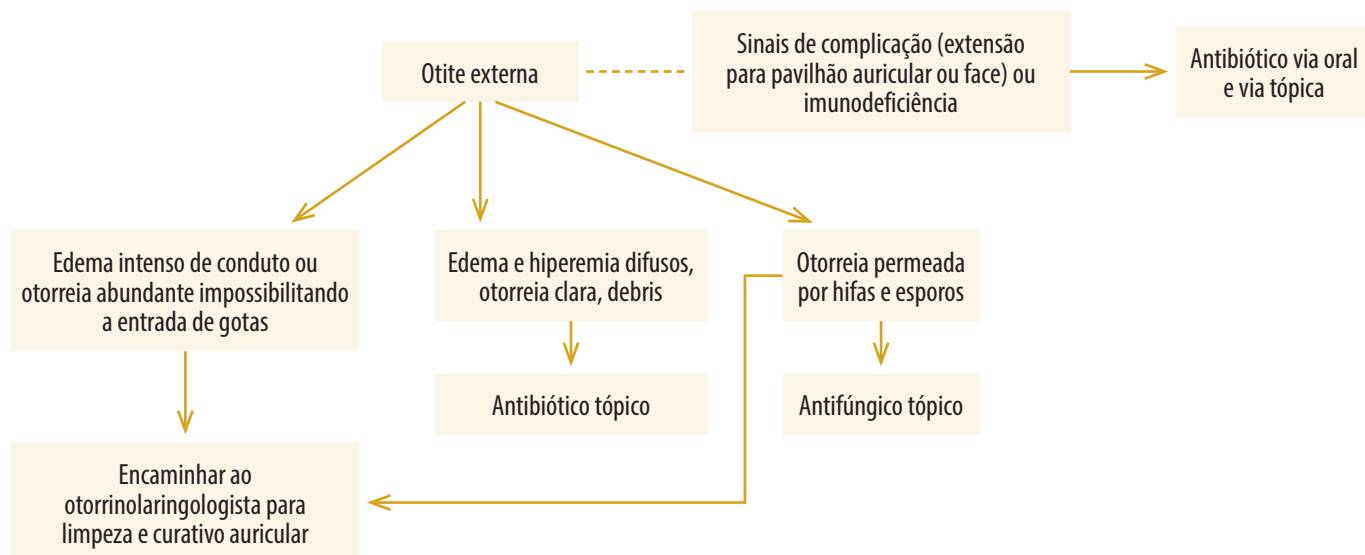 Otite externa
Sinais de complicação (extensão
para pavilhão auricular ou face) ou
imunodeficiência
Antibiótico via oral
e via tópica
Edema intenso de conduto ou
otorreia abundante impossibilitando
a entrada de gotas
Edema e hiperemia difusos,
otorreia clara, debris
Otorreia permeada
por hifas e esporos
Antibiótico tópico
Antifúngico tópico
Encaminhar ao
otorrinolaringologista para
limpeza e curativo auricular